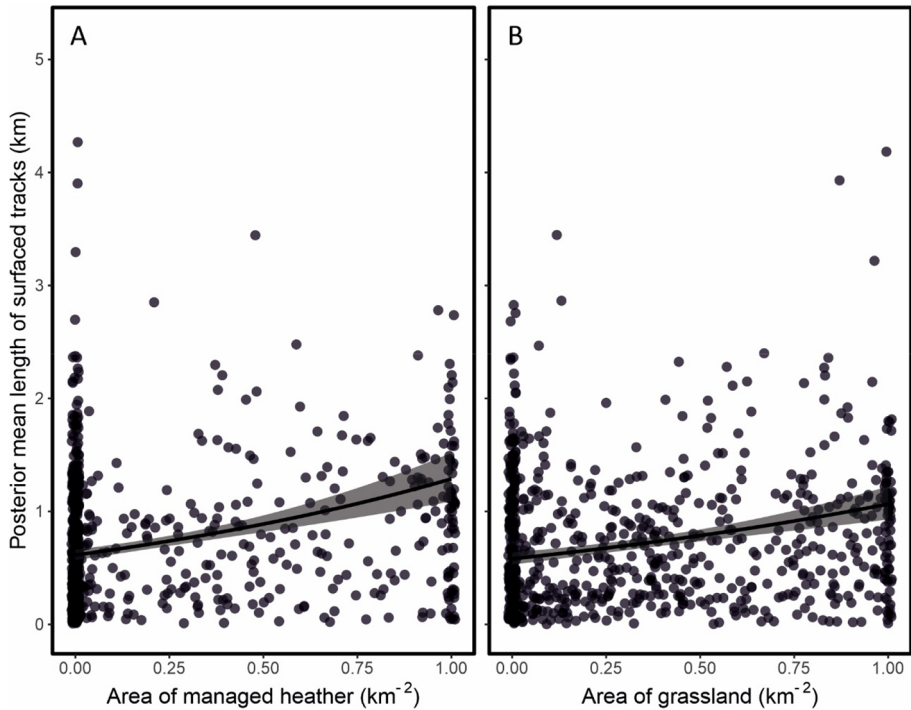 A
B
Posterior mean length of surfaced tracks (km)
5
4
3
2
1
0
0.00 0.25 0.50 0.75 1.00
0.00 0.25 0.50 0.75 1.00
Area of managed heather (km⁻²)
Area of grassland (km⁻²)